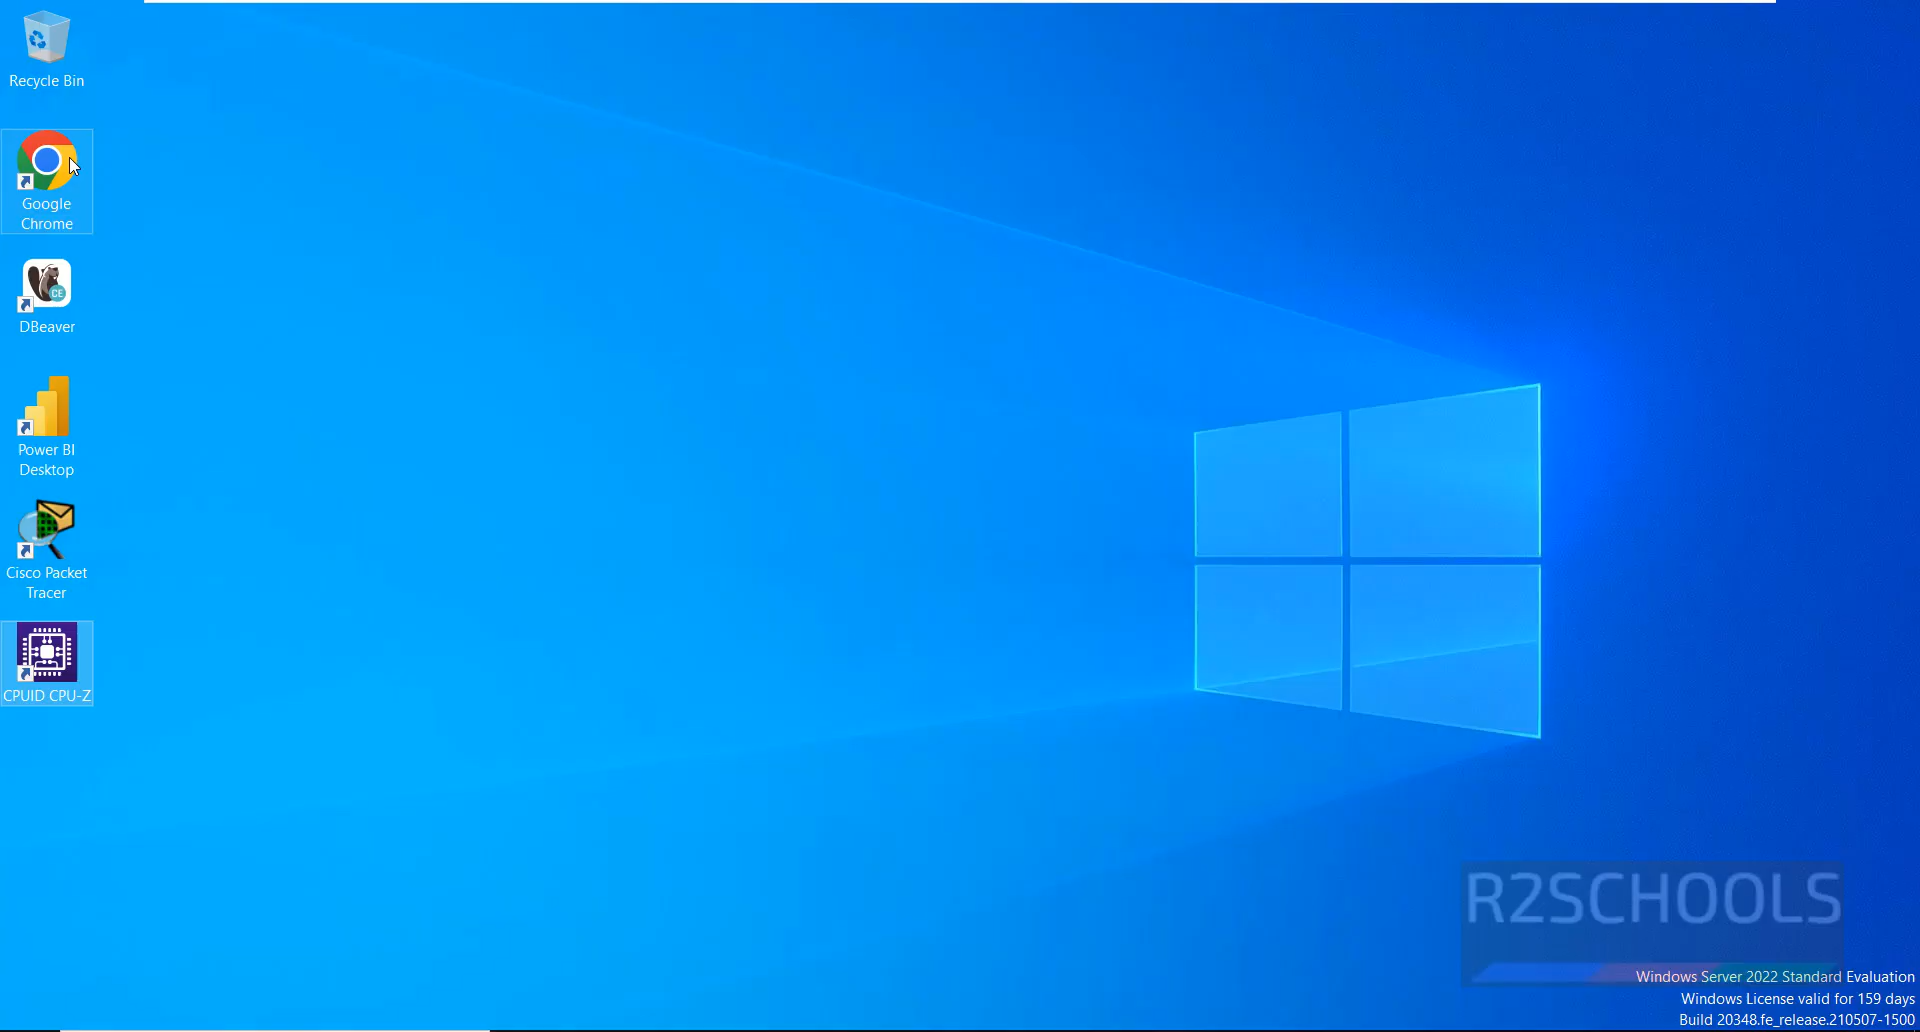 Recycle Bin
Google
Chrome
CE
DBeaver
Power BI
Desktop
Cisco Packet
Tracer
CPUID CPU-Z
R2SCHOOLS
Windows Server 2022 Standard Evaluation
Windows License valid for 159 days
Build 20348.fe_release.210507-1500